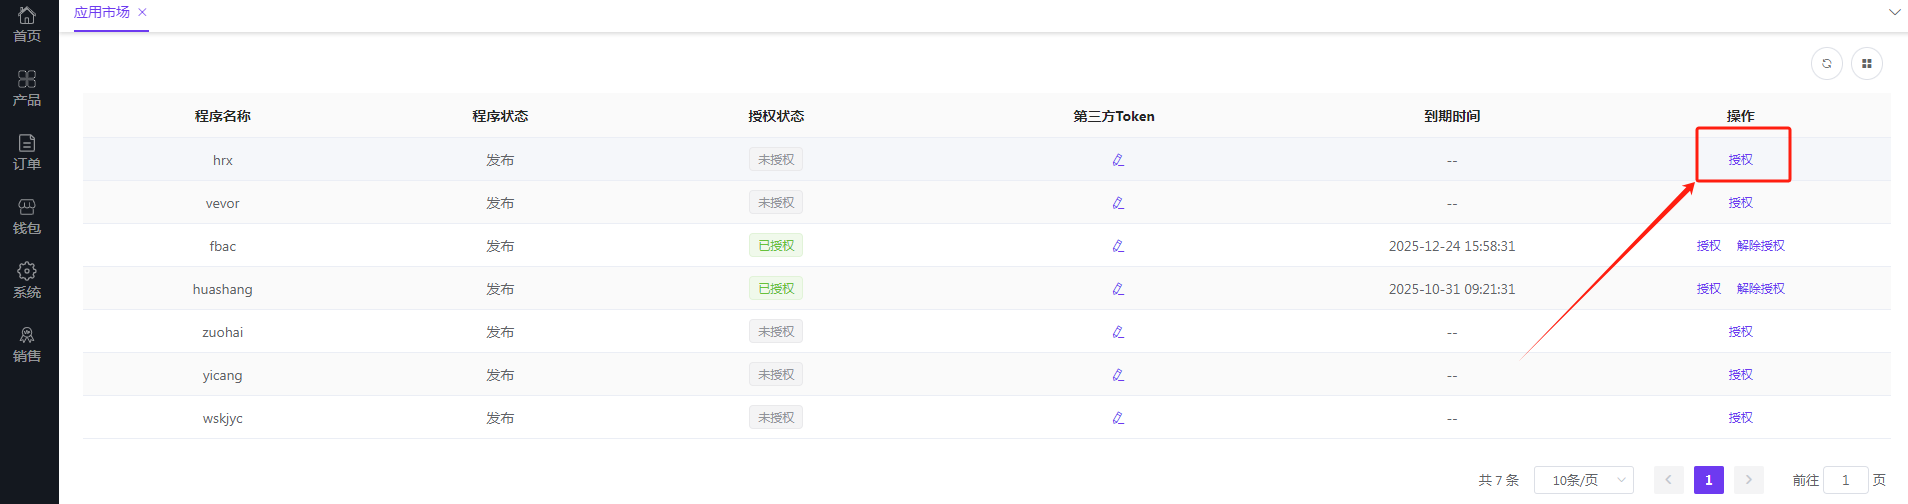 应用市场
首页
产品
订单
钱包
系统
销售
程序名称 程序状态 授权状态 第三方Token 到期时间 操作
hrx 发布 未授权 -- 授权
vevor 发布 未授权 -- 授权
fbac 发布 已授权 2025-12-24 15:58:31 授权 解除授权
huashang 发布 已授权 2025-10-31 09:21:31 授权 解除授权
zuohai 发布 未授权 -- 授权
yicang 发布 未授权 -- 授权
wskjyc 发布 未授权 -- 授权
共 7 条 10条/页 1 前往 1 页